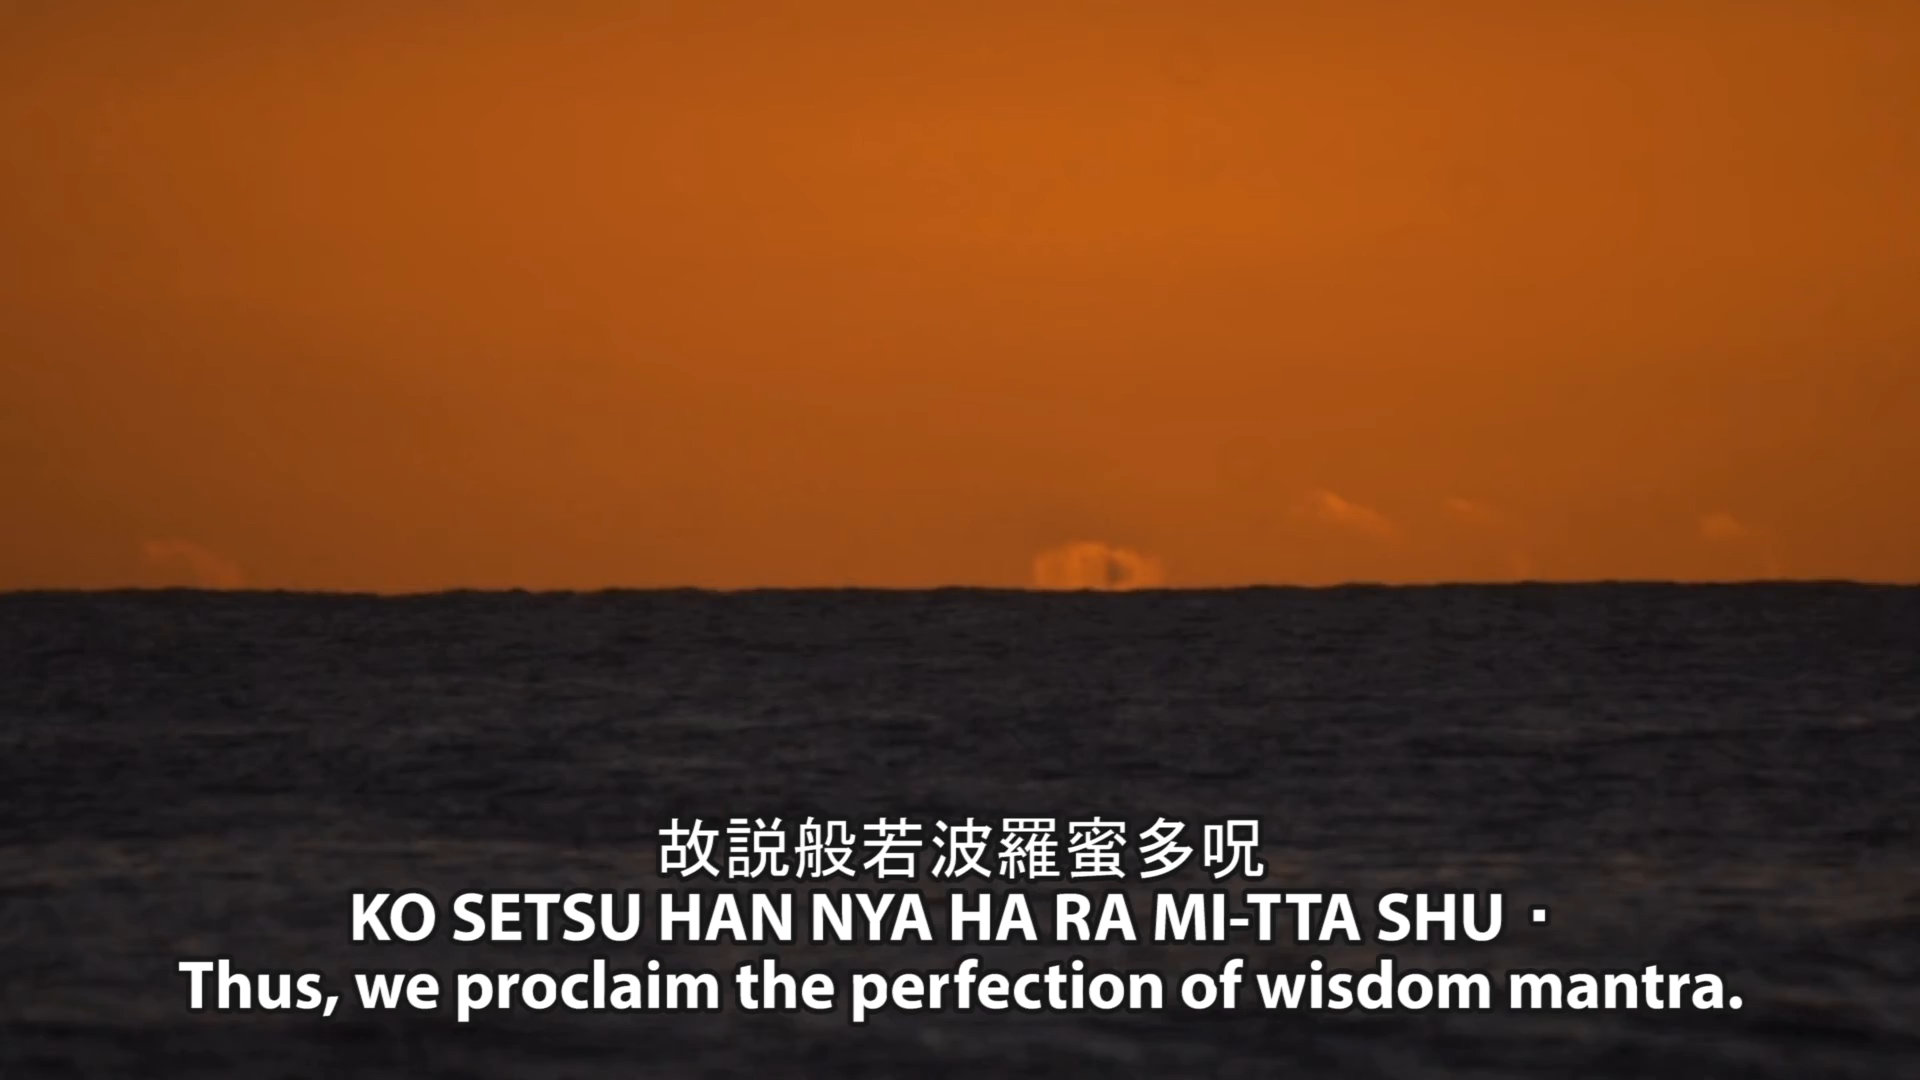 故説般若波羅蜜多呪
KO SETSU HAN NYA HA RA MI-TTA SHU ·
Thus, we proclaim the perfection of wisdom mantra.